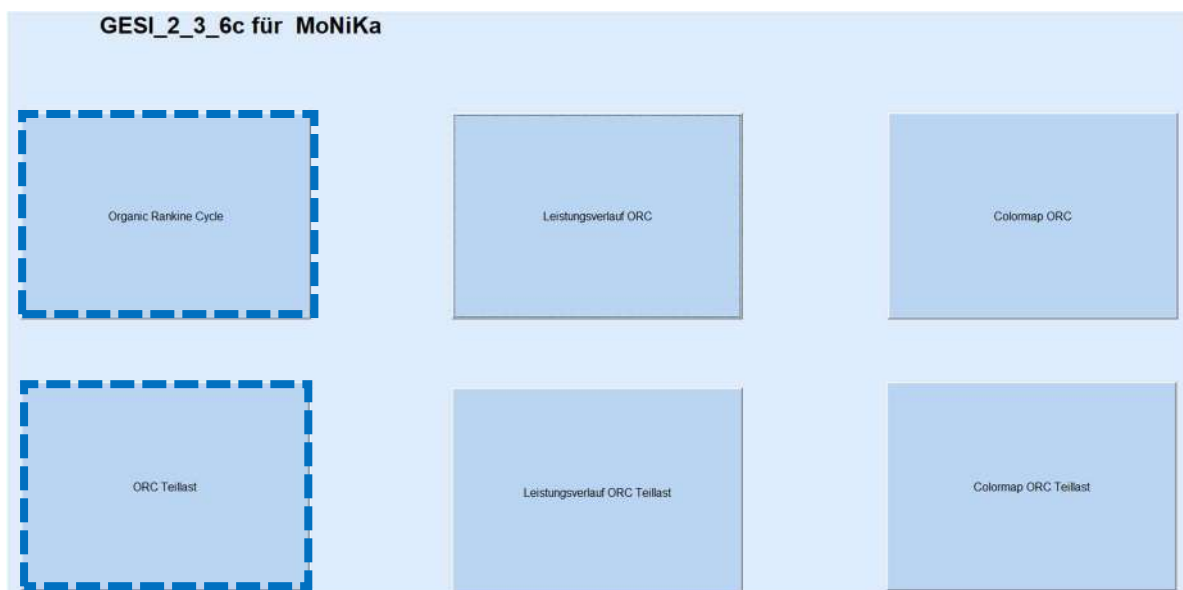 GESI_2_3_6c für MoNiKa
Organic Rankine Cycle
Leistungsverlauf ORC
Colormap ORC
ORC Teillast
Leistungsverlauf ORC Teillast
Colormap ORC Teillast